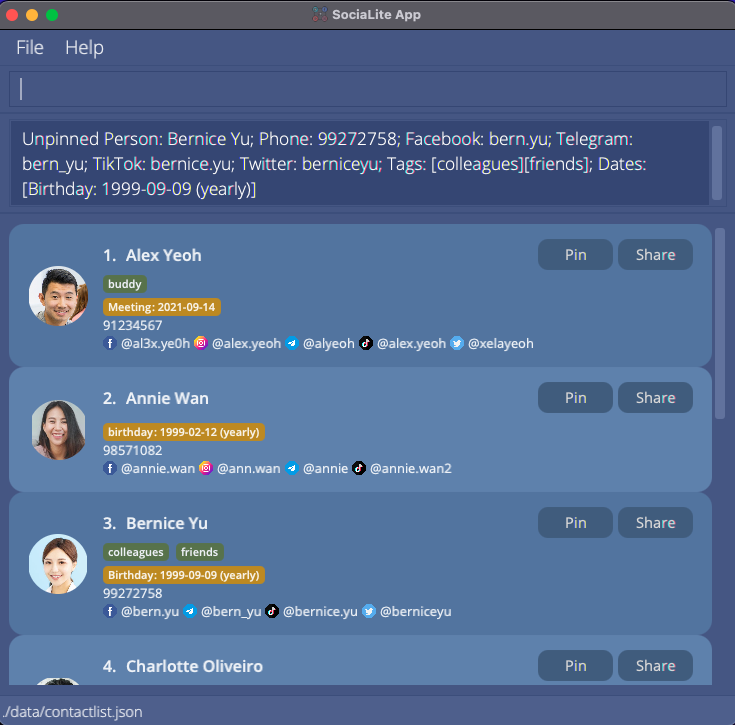 SociaLite App
File Help
Unpinned Person: Bernice Yu; Phone: 99272758; Facebook: bern.yu; Telegram:
bern_yu; TikTok: bernice.yu; Twitter: berniceyu; Tags: [colleagues][friends]; Dates:
[Birthday: 1999-09-09 (yearly)]
1. Alex Yeoh
Pin Share
buddy
Meeting: 2021-09-14
91234567
@al3x.ye0h @alex.yeoh @alyeoh @alex.yeoh @xelayeoh
2. Annie Wan
Pin Share
birthday: 1999-02-12 (yearly)
98571082
@annie.wan @ann.wan @annie @annie.wan2
3. Bernice Yu
Pin Share
colleagues friends
Birthday: 1999-09-09 (yearly)
99272758
@bern.yu @bern_yu @bernice.yu @berniceyu
4. Charlotte Oliveiro
Pin Share
./data/contactlist.json